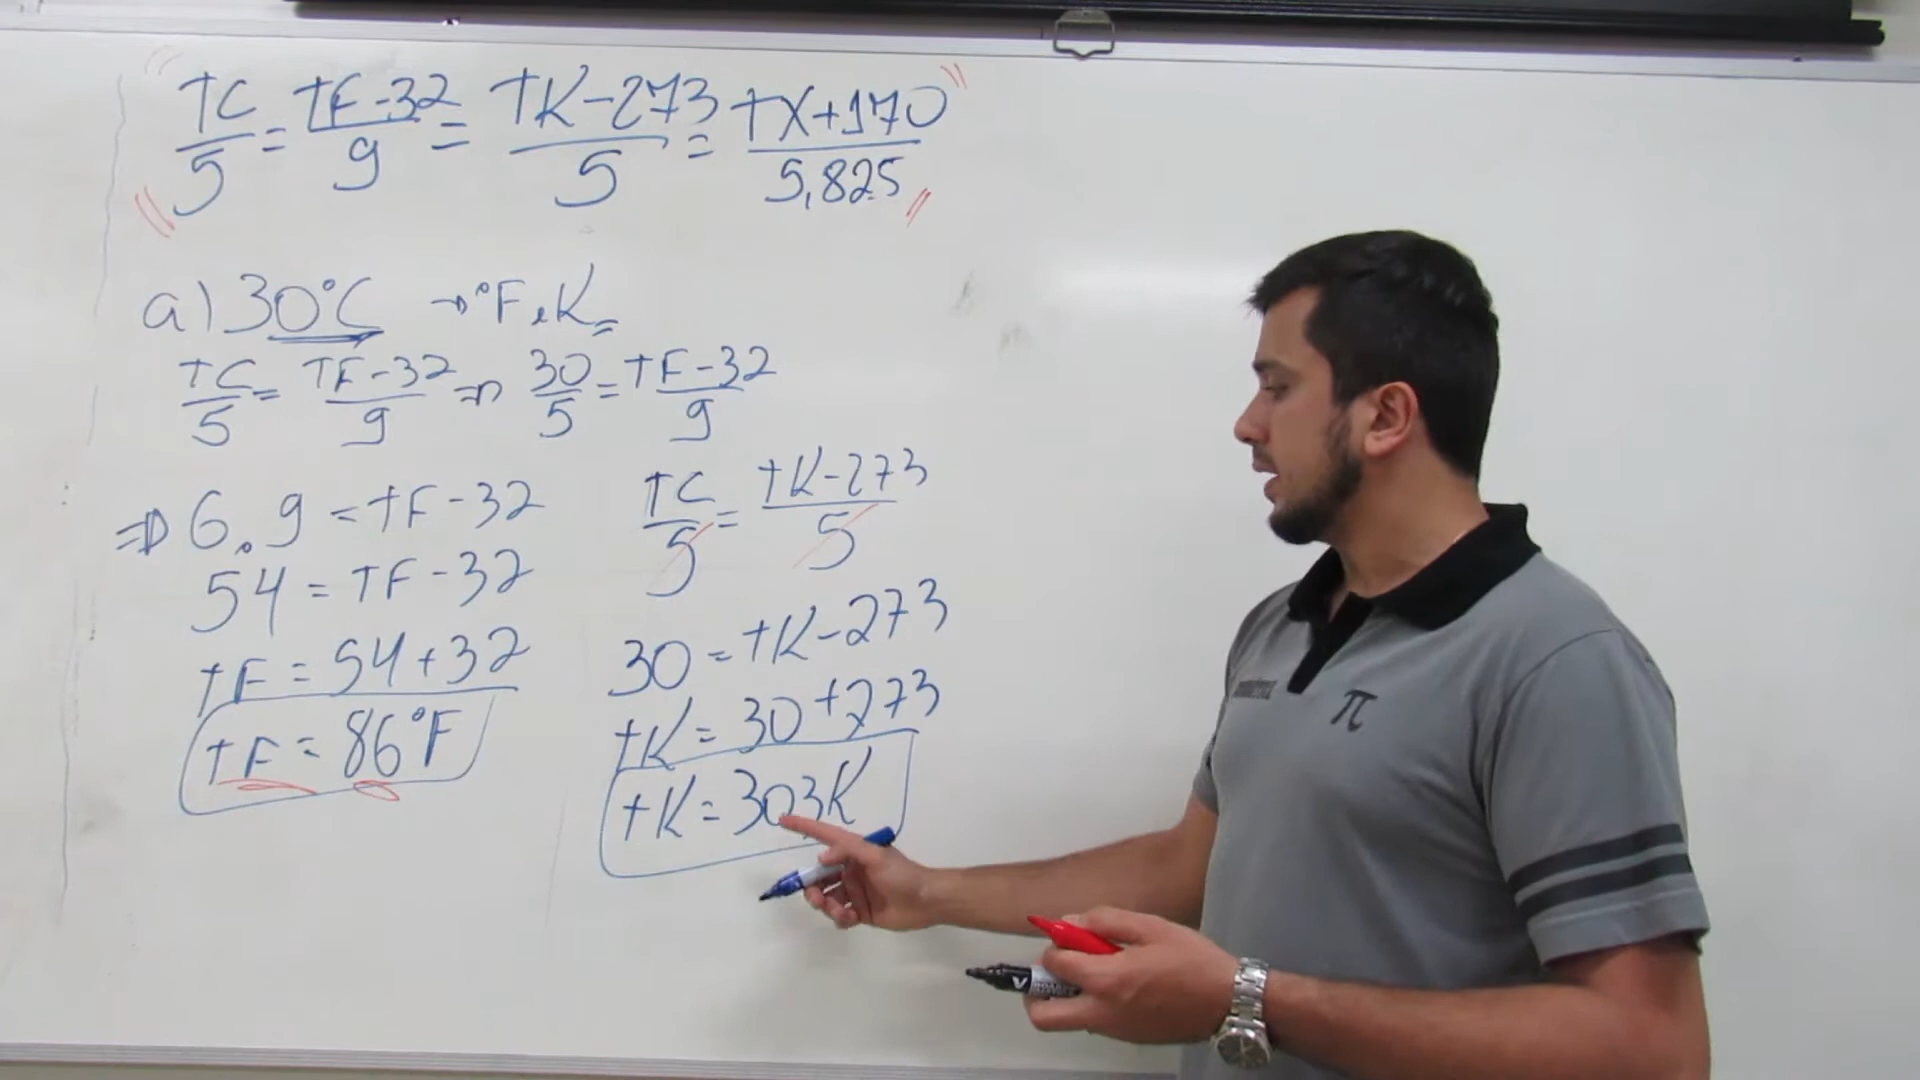 " TC/5 = TF-32/9 = TK-273/5 = TX+170/5,825 "
a) 30°C → °F e K =
TC/5 = TF-32/9 ⇒ 30/5 = TF-32/9
⇒ 6.9 = TF-32
54 = TF-32
TF = 54+32
TF = 86°F
TC/5 = TK-273/5
30 = TK-273
TK = 30+273
TK = 303K
π
V